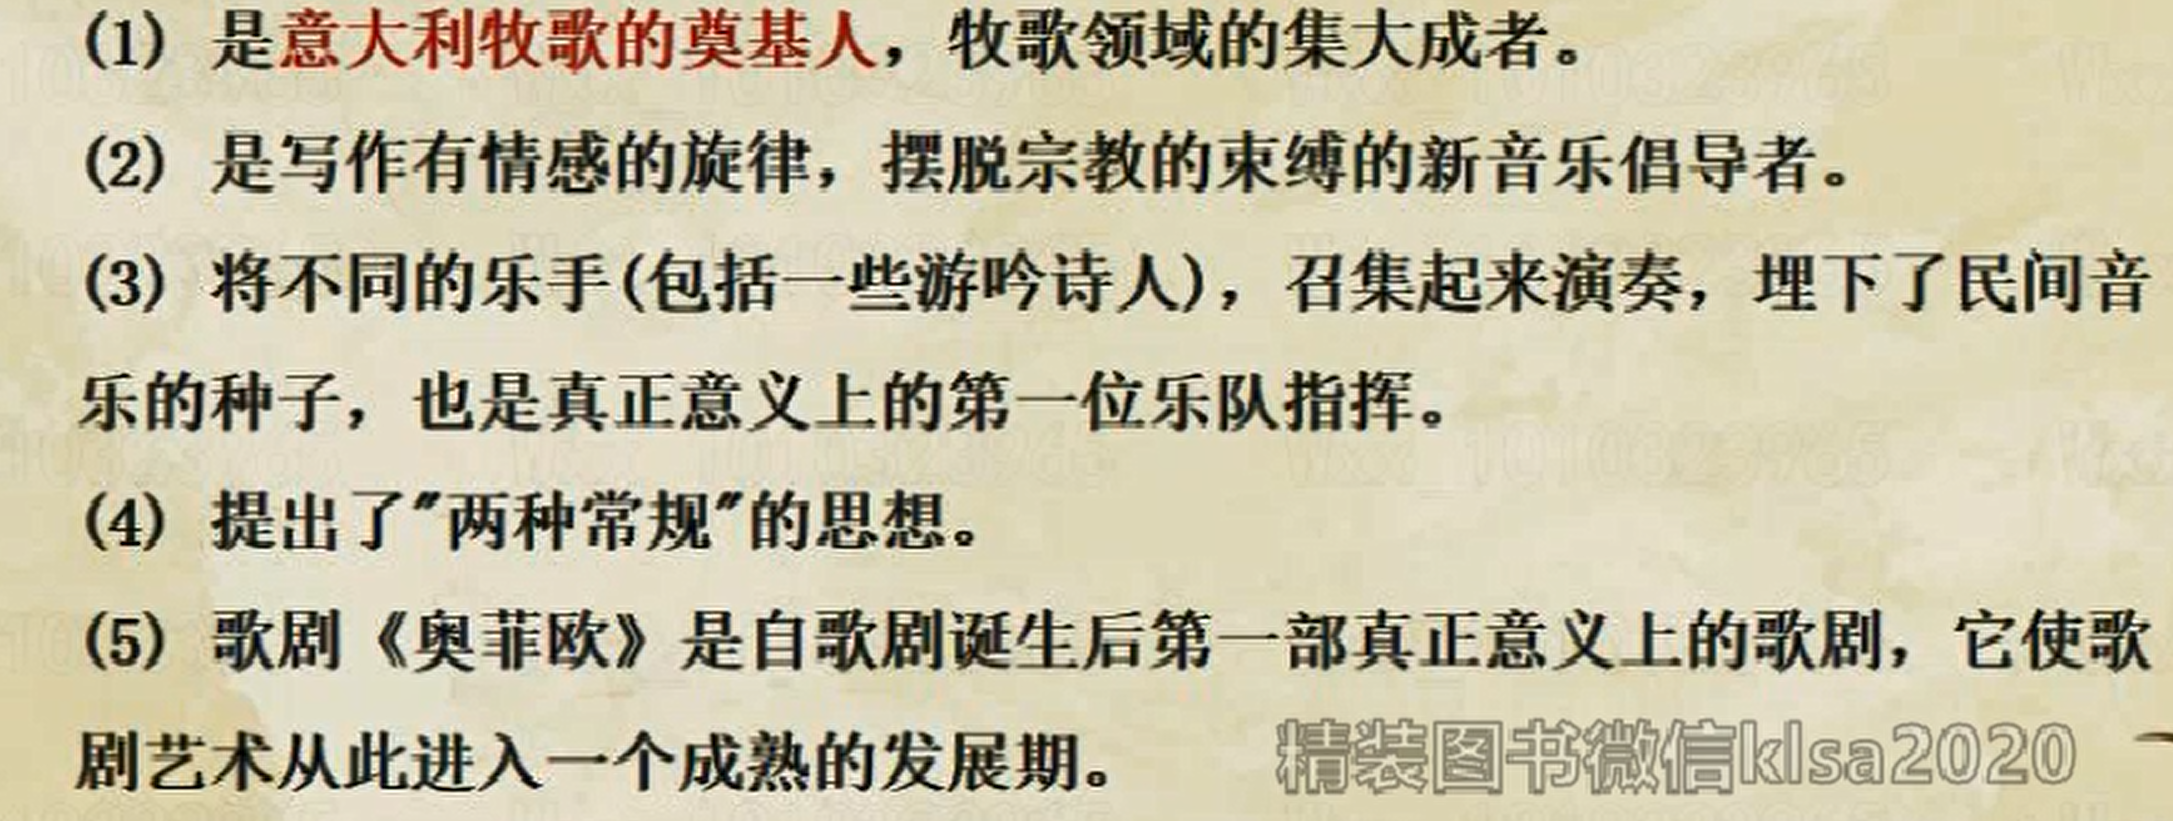 (1) 是意大利牧歌的奠基人，牧歌领域的集大成者。
(2) 是写作有情感的旋律，摆脱宗教的束缚的新音乐倡导者。
(3) 将不同的乐手(包括一些游吟诗人)，召集起来演奏，埋下了民间音
乐的种子，也是真正意义上的第一位乐队指挥。
(4) 提出了"两种常规"的思想。
(5) 歌剧《奥菲欧》是自歌剧诞生后第一部真正意义上的歌剧，它使歌
剧艺术从此进入一个成熟的发展期。
精装图书微信klsa2020